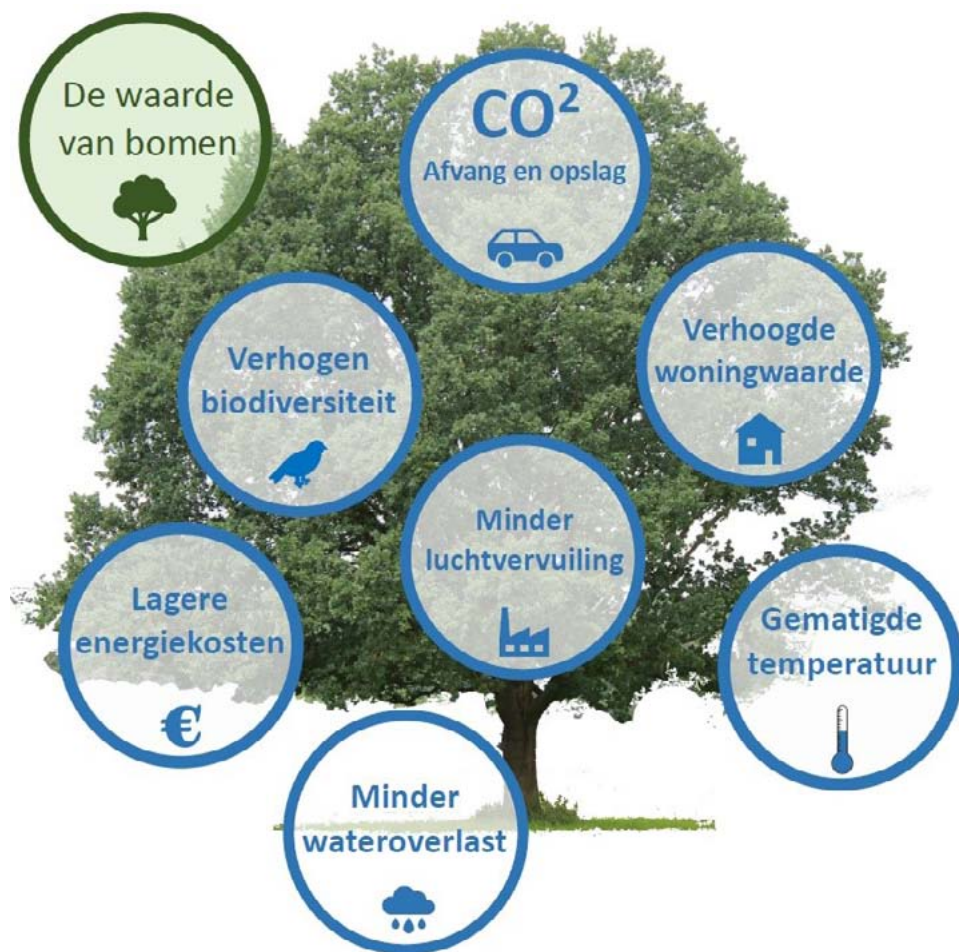 De waarde
van bomen
CO²
Afvang en opslag
Verhogen
biodiversiteit
Verhoogde
woningwaarde
Minder
luchtvervuiling
Lagere
energiekosten
€
Gematigde
temperatuur
Minder
wateroverlast